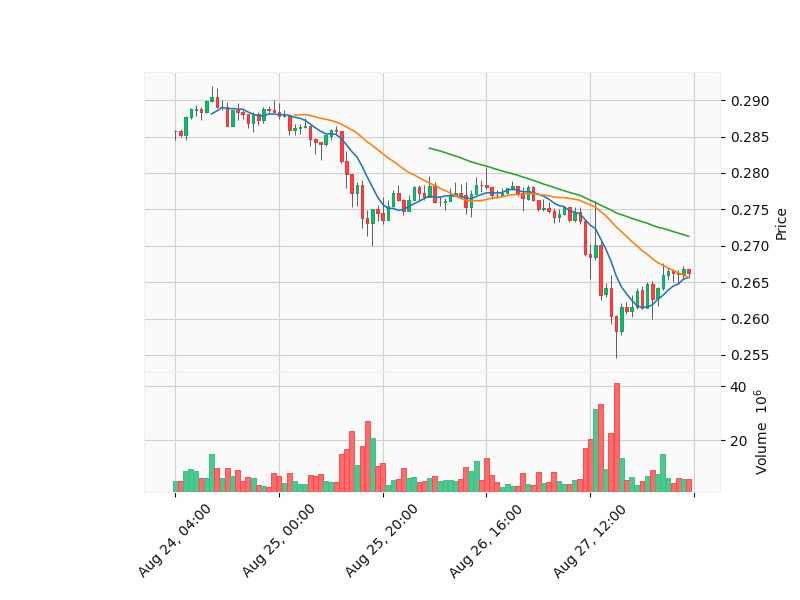 0.290
0.285
0.280
0.275
0.270
0.265
0.260
0.255
Price
40
20
Volume 10⁶
Aug 24, 04:00
Aug 25, 00:00
Aug 25, 20:00
Aug 26, 16:00
Aug 27, 12:00